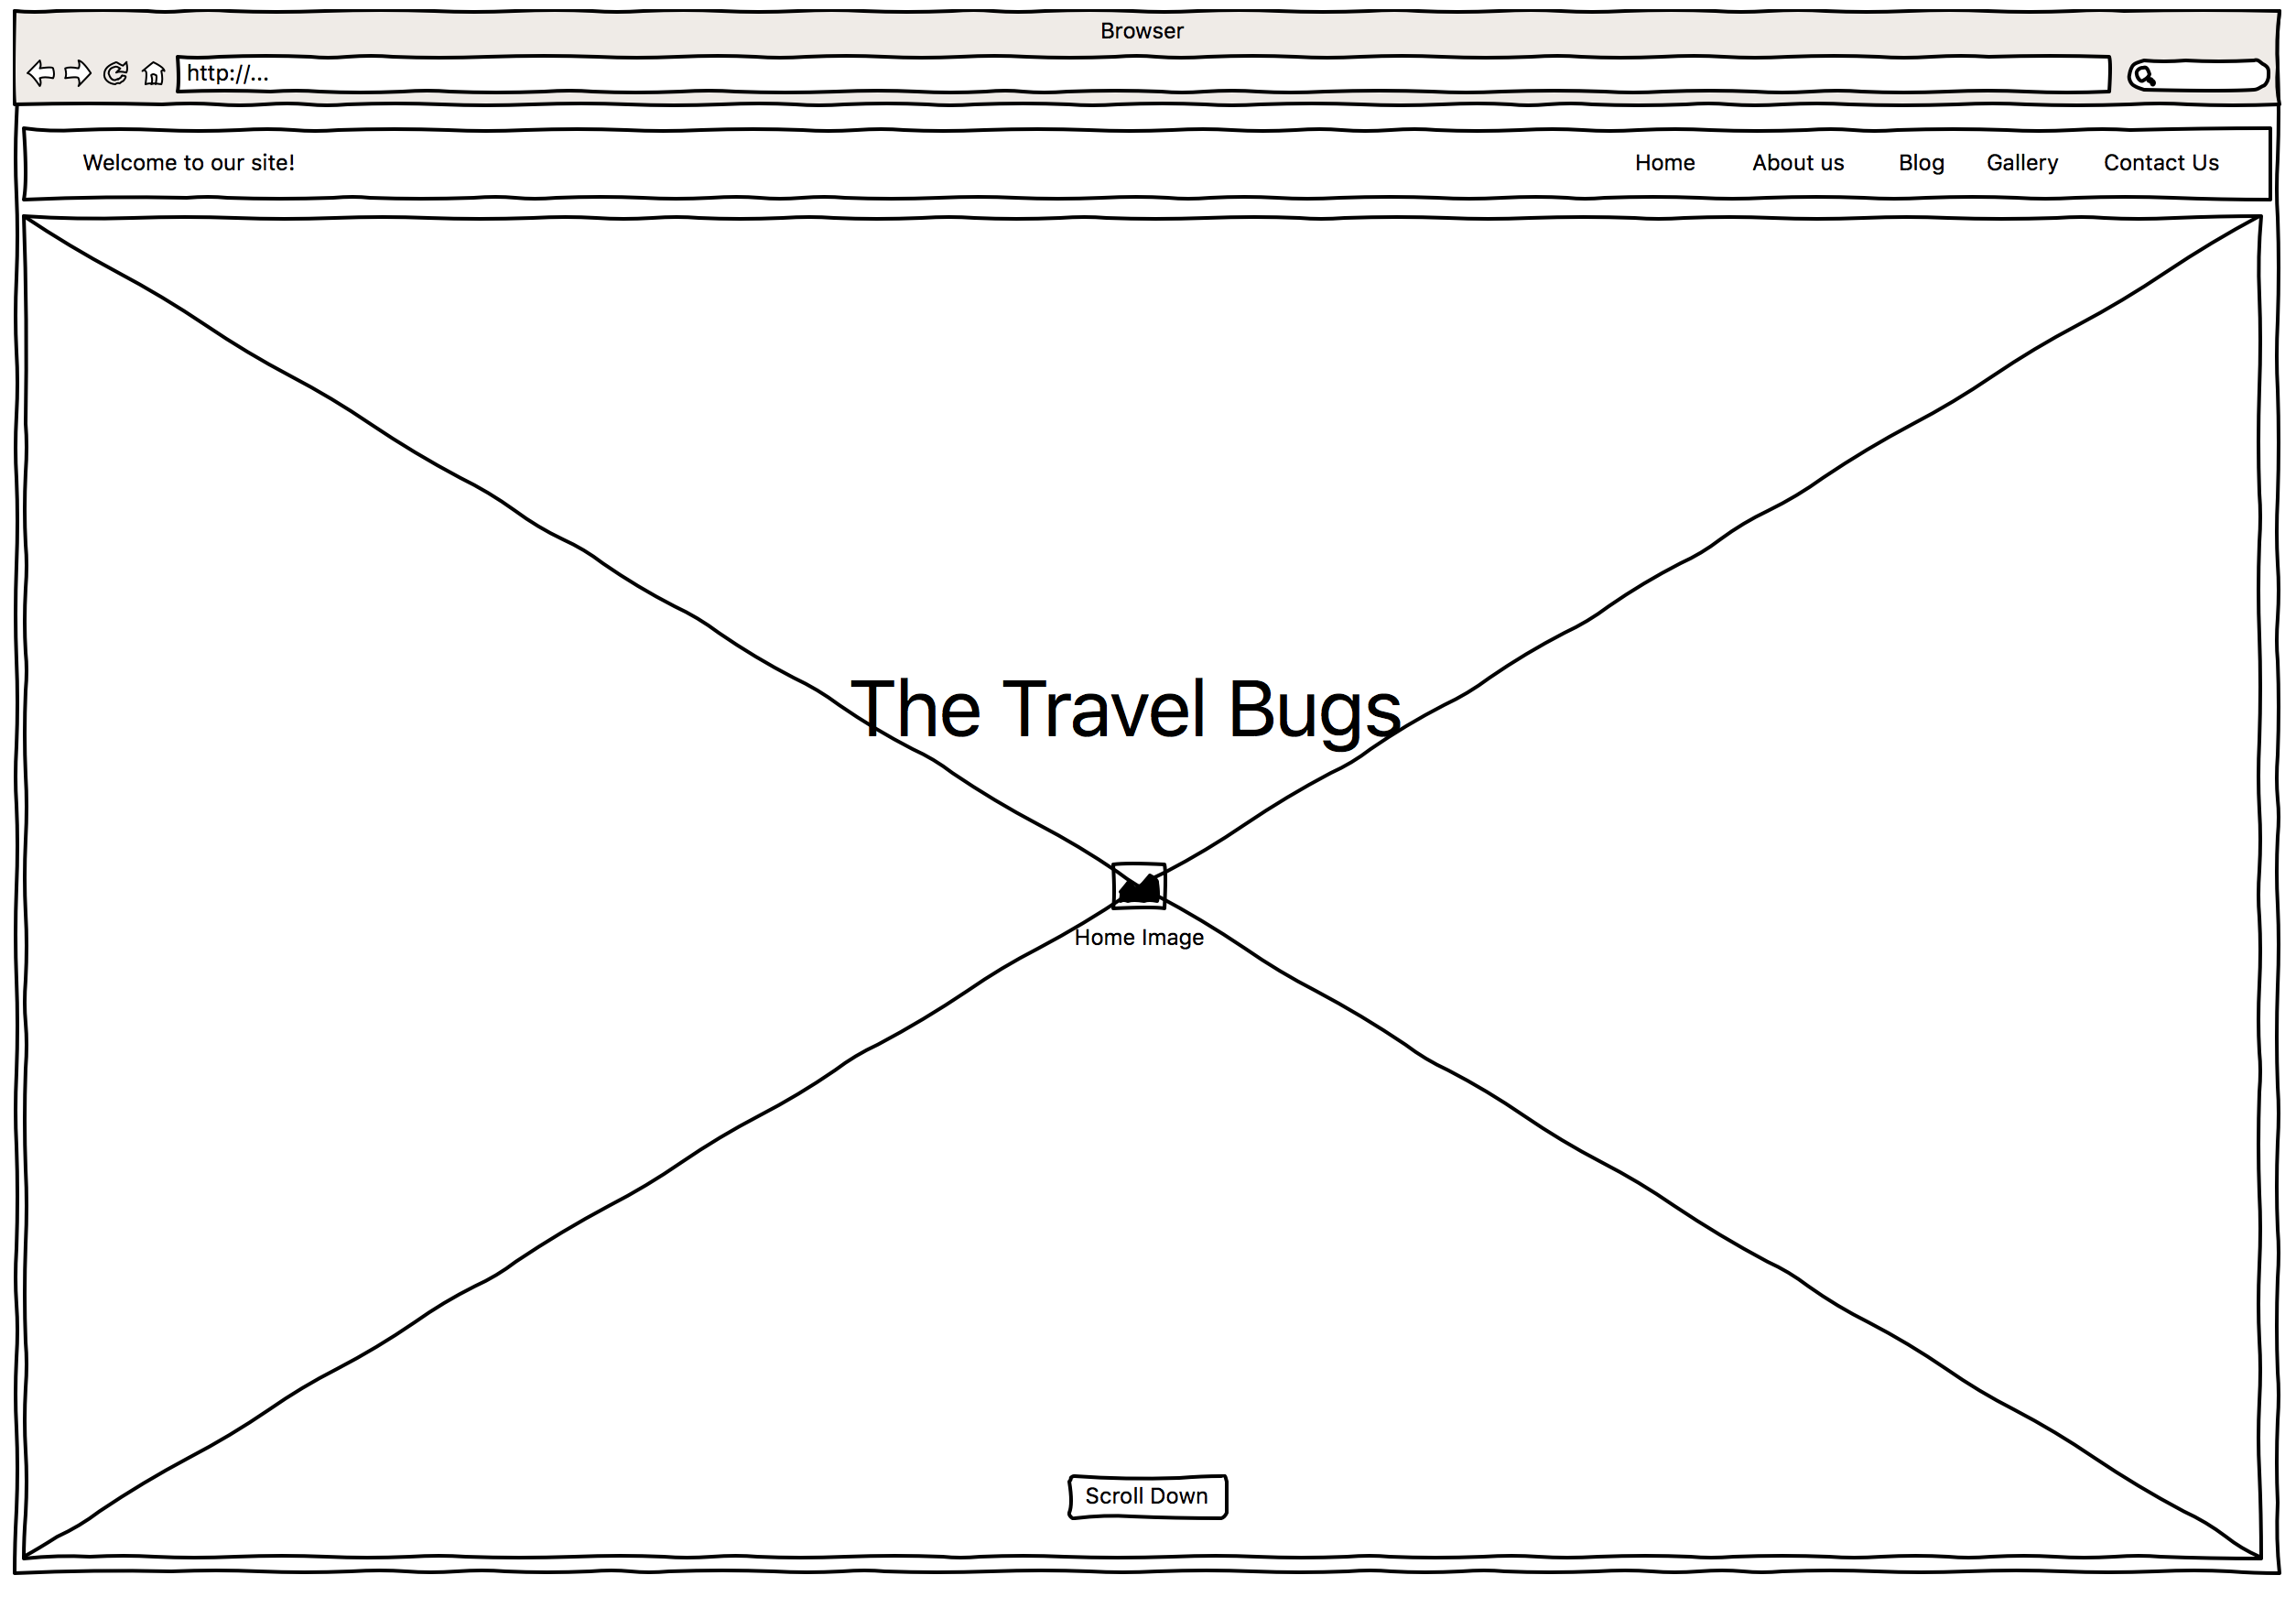 Browser
http://...
Welcome to our site! Home About us Blog Gallery Contact Us
The Travel Bugs
Home Image
Scroll Down